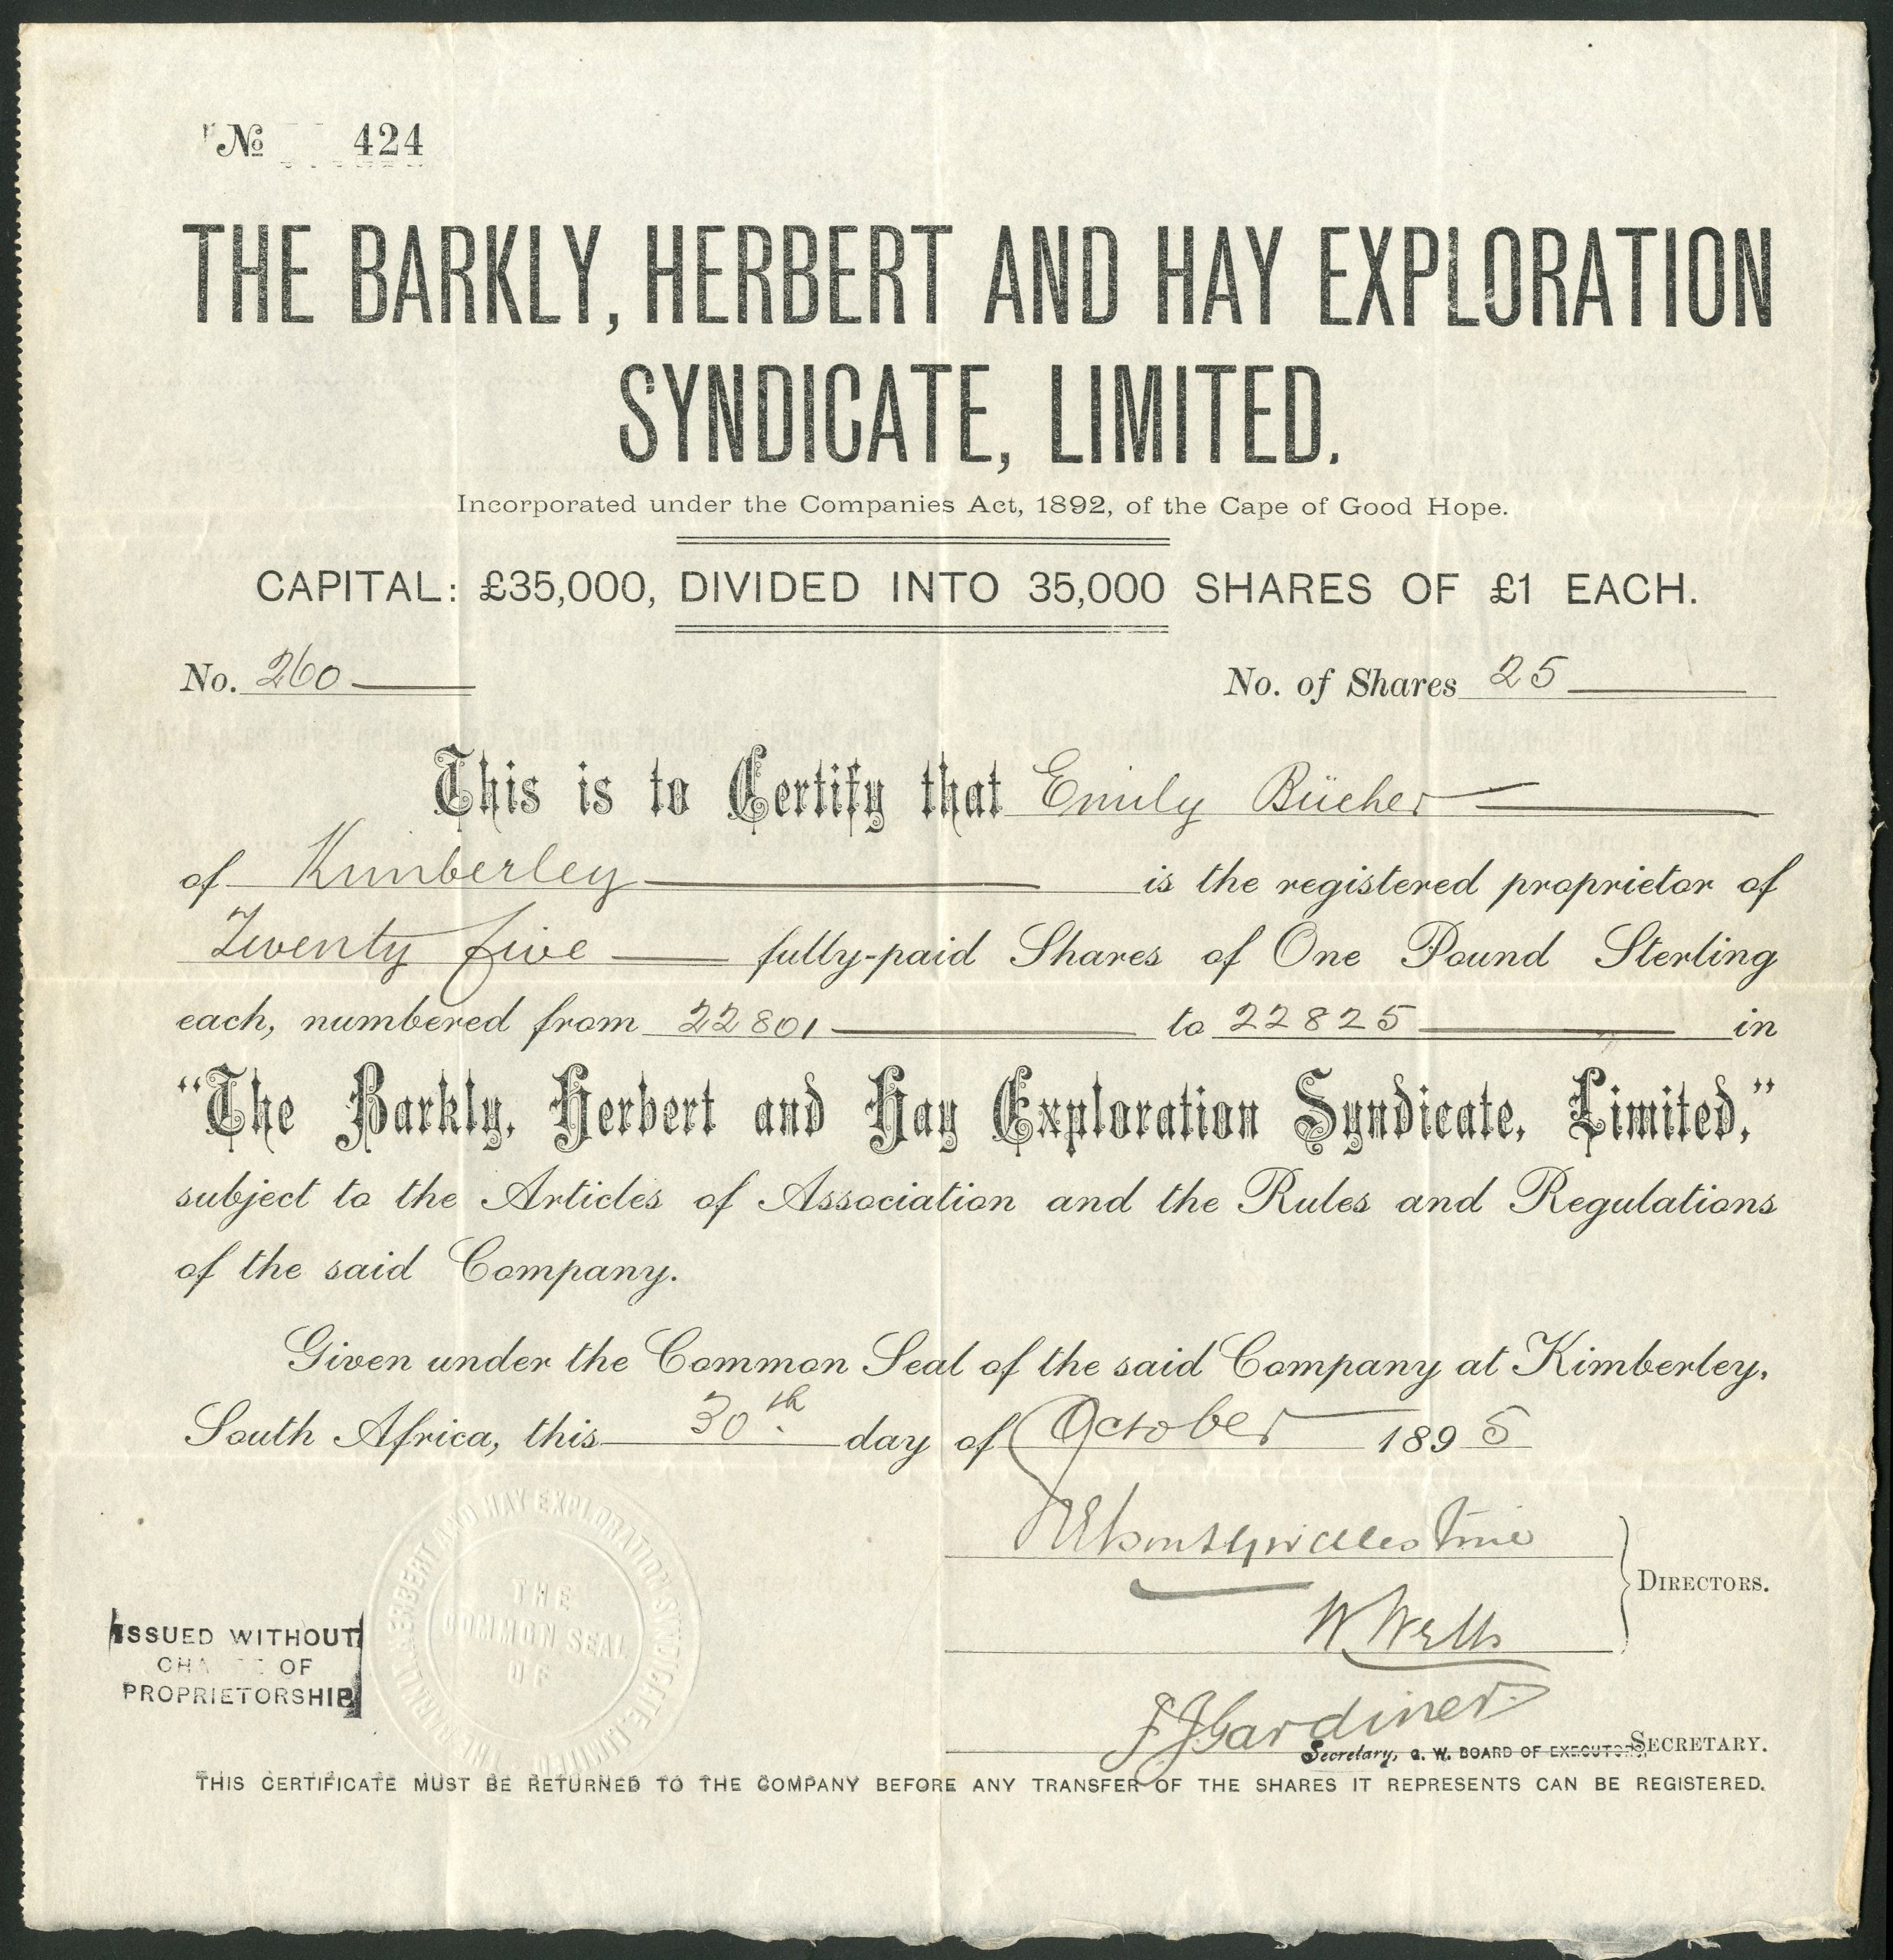 No 424
THE BARKLY, HERBERT AND HAY EXPLORATION
SYNDICATE, LIMITED.
Incorporated under the Companies Act, 1892, of the Cape of Good Hope.
CAPITAL: £35,000, DIVIDED INTO 35,000 SHARES OF £1 EACH.
No. 260 No. of Shares 25
This is to Certify that Emily Bücher
of Kimberley is the registered proprietor of
Twenty five fully-paid Shares of One Pound Sterling
each, numbered from 22801 to 22825 in
"The Barkly, Herbert and Hay Exploration Syndicate, Limited,"
subject to the Articles of Association and the Rules and Regulations
of the said Company.
Given under the Common Seal of the said Company at Kimberley,
South Africa, this 30th day of October 1895
W Wells
DIRECTORS.
THE BARKLY, HERBERT AND HAY EXPLORATION SYNDICATE, LIMITED
THE
COMMON SEAL
OF
ISSUED WITHOUT
OF
PROPRIETORSHIP
F J Gardiner
Secretary, G. W. BOARD OF EXECUTORS SECRETARY.
THIS CERTIFICATE MUST BE RETURNED TO THE COMPANY BEFORE ANY TRANSFER OF THE SHARES IT REPRESENTS CAN BE REGISTERED.